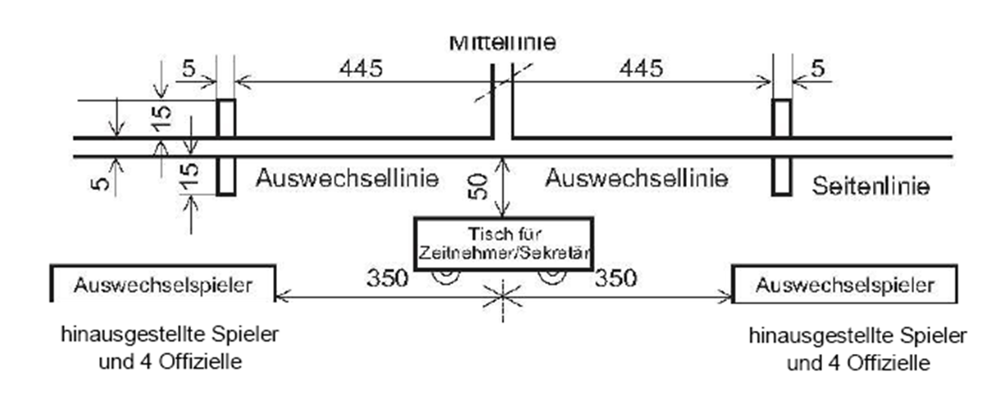 Mittellinie
5 445 445 5
15
15
5
Auswechsellinie
50
Auswechsellinie
Seitenlinie
Tisch für
Zeitnehmer/Sekretär
350 350
Auswechselspieler
Auswechselspieler
hinausgestellte Spieler
und 4 Offizielle
hinausgestellte Spieler
und 4 Offizielle